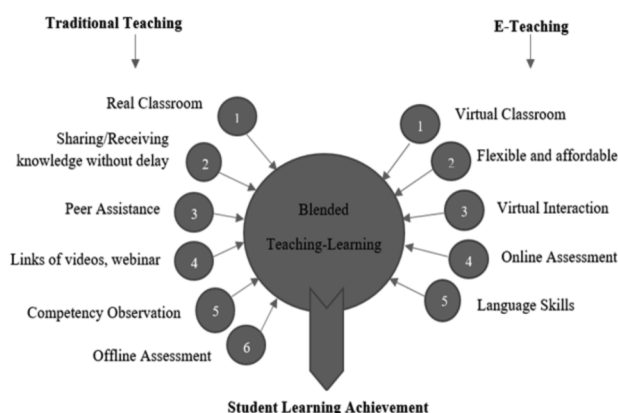 Traditional Teaching
E-Teaching
Real Classroom
1
Sharing/Receiving
knowledge without delay
2
Peer Assistance
3
Links of videos, webinar
4
Competency Observation
5
Offline Assessment
6
Blended
Teaching-Learning
1
Virtual Classroom
2
Flexible and affordable
3
Virtual Interaction
4
Online Assessment
5
Language Skills
Student Learning Achievement